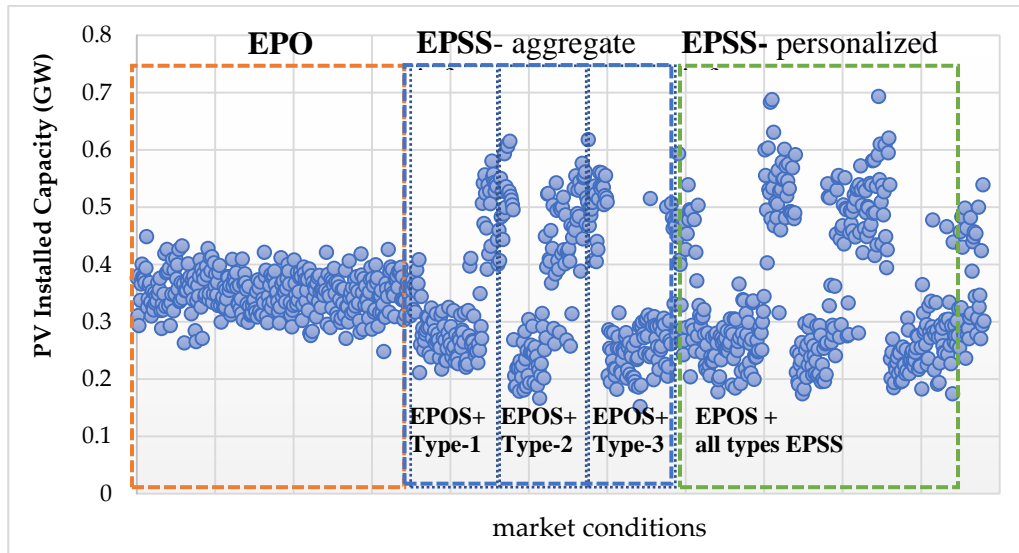 EPO
EPSS- aggregate
EPSS- personalized
0.8
0.7
0.6
0.5
0.4
0.3
0.2
0.1
0
PV Installed Capacity (GW)
EPOS+
Type-1
EPOS+
Type-2
EPOS+
Type-3
EPOS +
all types EPSS
market conditions